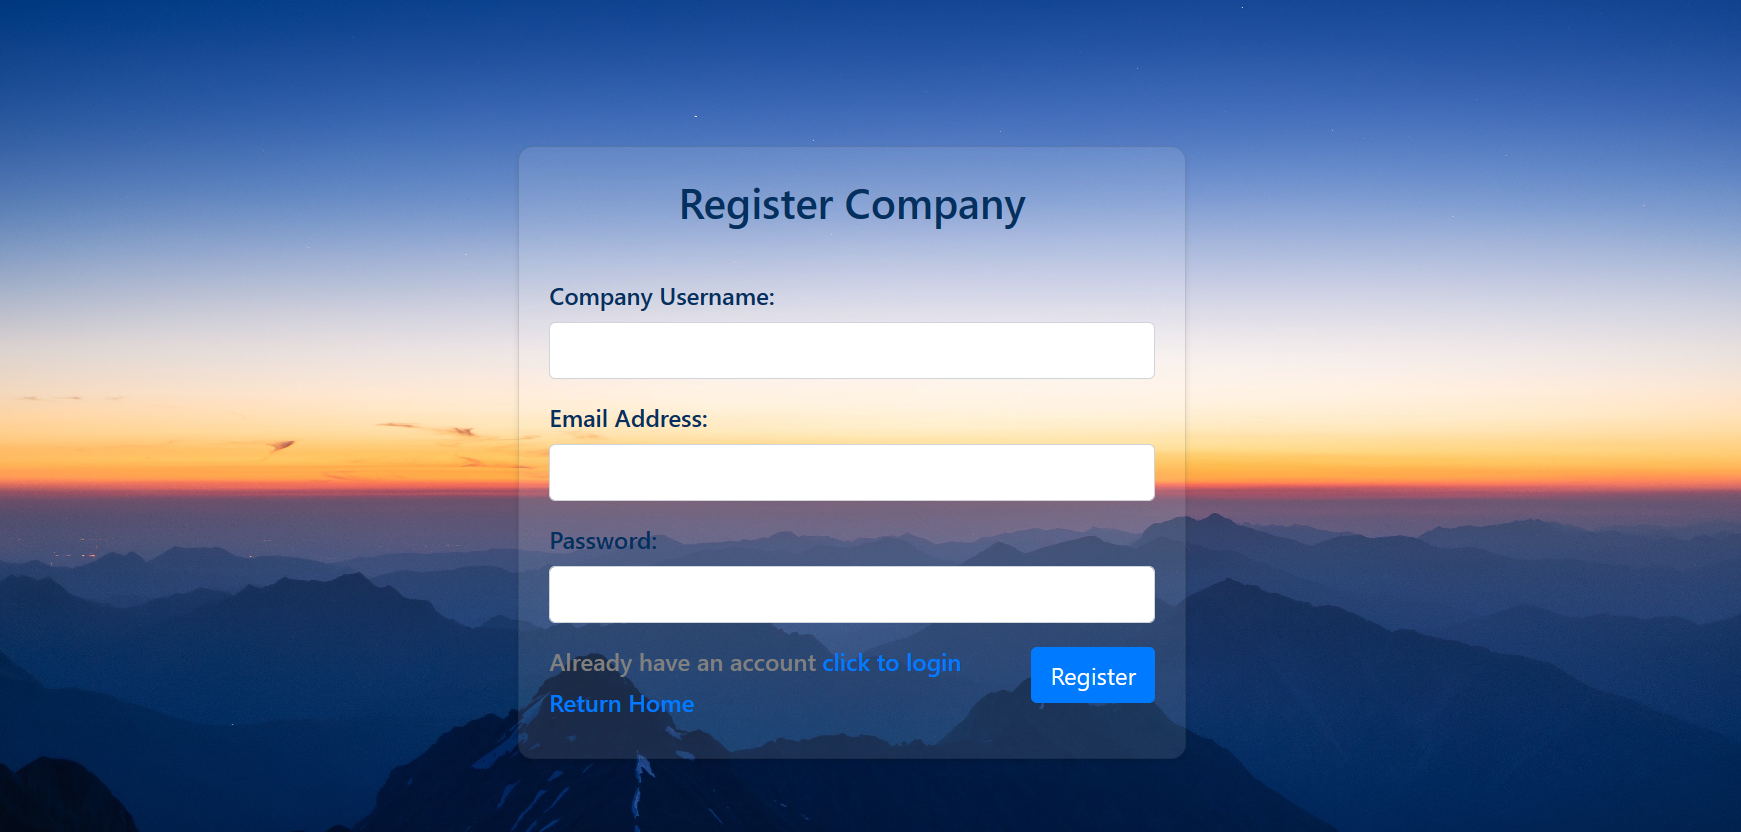 Register Company
Company Username:
Email Address:
Password:
Already have an account click to login
Register
Return Home